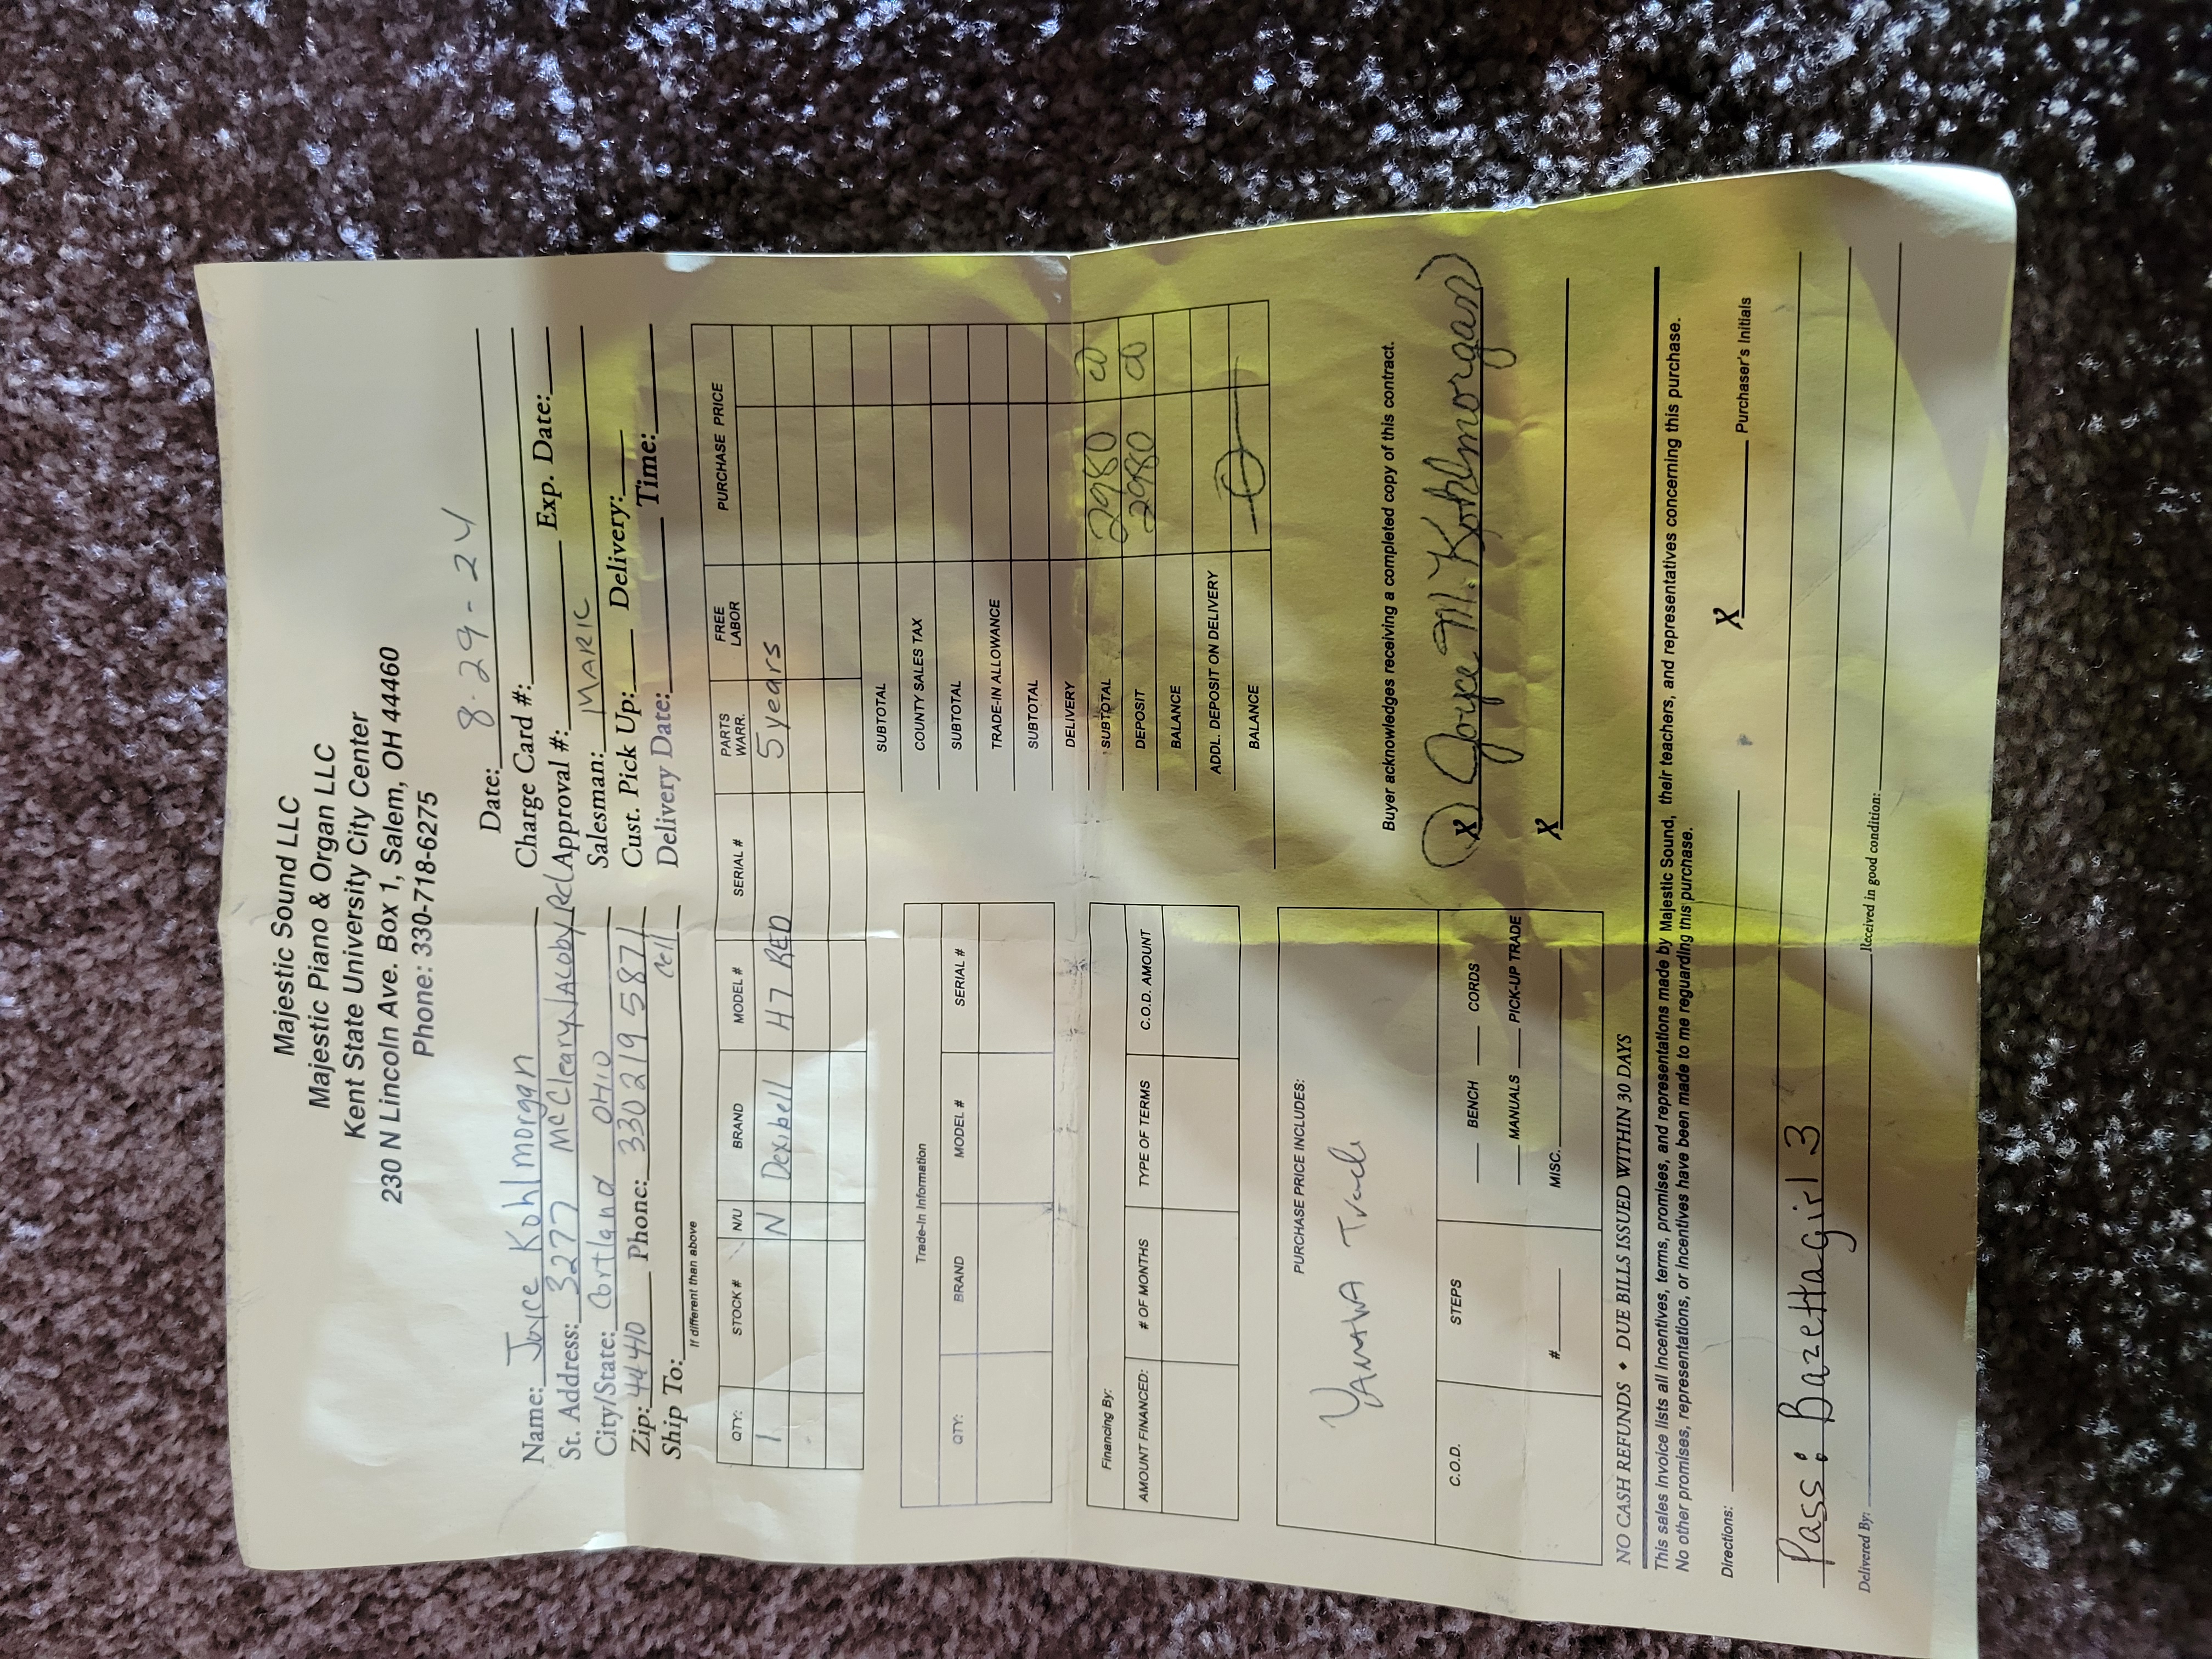 Majestic Sound LLC
Majestic Piano & Organ LLC
Kent State University City Center
230 N Lincoln Ave. Box 1, Salem, OH 44460
Phone: 330-718-6275
Date: 8-29-24
Name: Joyce Kohlmorgan
Charge Card #:
St. Address: 3277 McCleary Jacoby Rd
Approval #: Exp. Date:
City/State: Cortland OHIO
Salesman:
Zip: 44410 Phone: 330 219 5871
Cell
Cust. Pick Up: Delivery:
Ship To:
If different than above
Delivery Date: Time:
QTY: STOCK # N/U BRAND MODEL # SERIAL # PARTS WARR. FREE LABOR PURCHASE PRICE
1 N Dexibell H7 RED 5 years
SUBTOTAL
COUNTY SALES TAX
SUBTOTAL
TRADE-IN ALLOWANCE
SUBTOTAL
DELIVERY
SUBTOTAL 2980 00
DEPOSIT 2980 00
BALANCE
ADDL. DEPOSIT ON DELIVERY
BALANCE 0
Trade-In Information
QTY: BRAND MODEL # SERIAL #
Financing By:
AMOUNT FINANCED: # OF MONTHS TYPE OF TERMS C.O.D. AMOUNT
PURCHASE PRICE INCLUDES:
YAMAHA Trade
C.O.D. STEPS BENCH CORDS
MANUALS PICK-UP TRADE
# MISC.
Buyer acknowledges receiving a completed copy of this contract.
X Joyce M. Kohlmorgan
X
NO CASH REFUNDS ♦ DUE BILLS ISSUED WITHIN 30 DAYS
This sales invoice lists all incentives, terms, promises, and representations made by Majestic Sound, their teachers, and representatives concerning this purchase.
No other promises, representations, or incentives have been made to me regarding this purchase.
Directions: X Purchaser's Initials
Pass: Bazettagirl 3
Delivered By: Received in good condition: